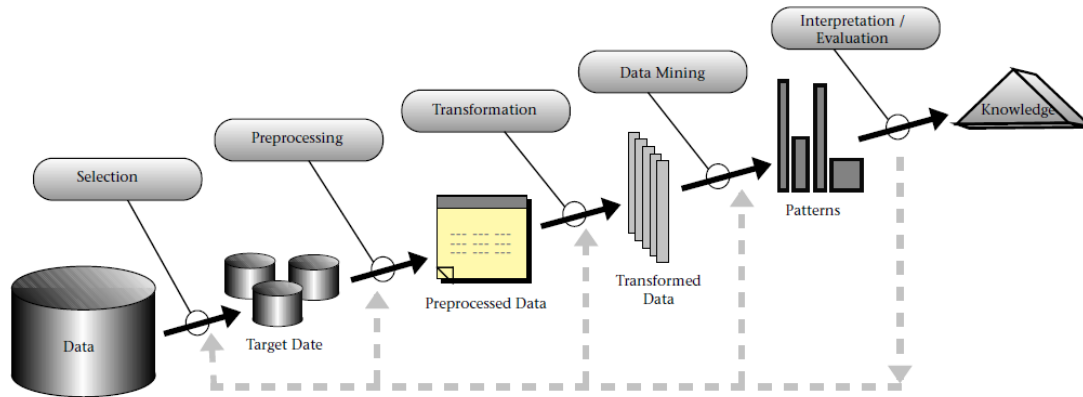 Interpretation /
Evaluation
Data Mining
Transformation
Preprocessing
Selection
Knowledge
Patterns
Transformed
Data
Preprocessed Data
Target Date
Data